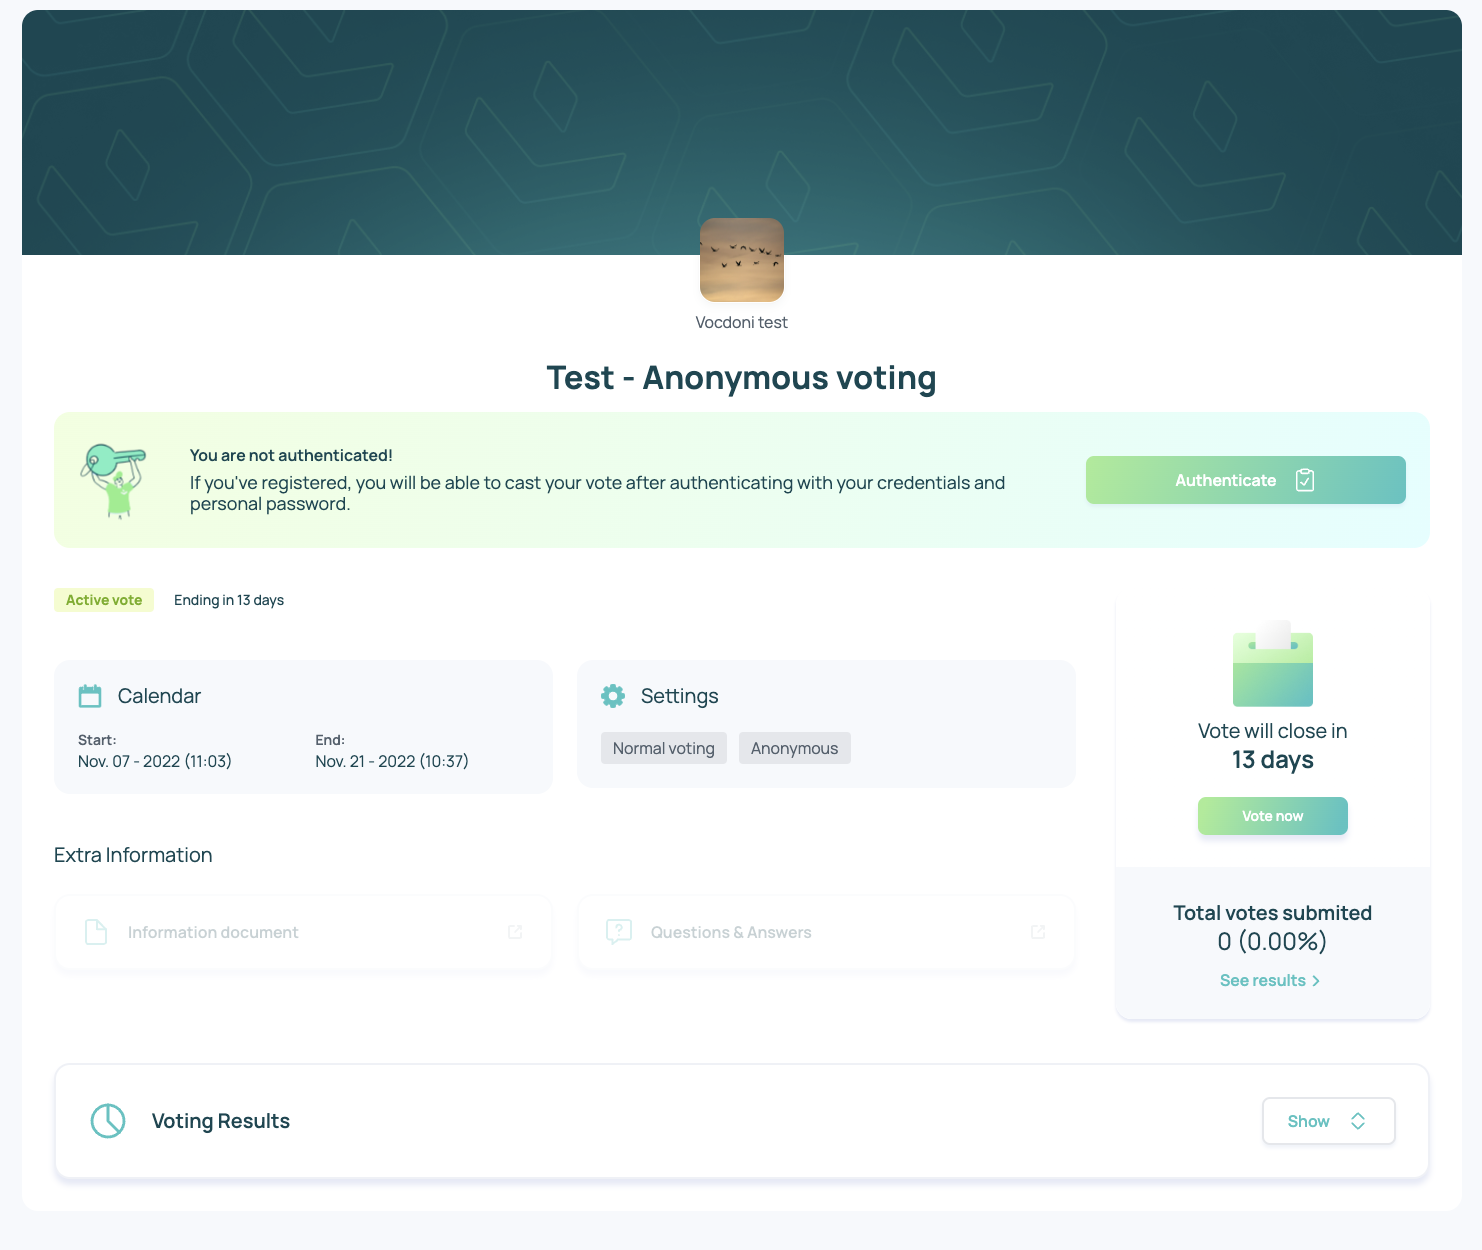 Vocdoni test
Test - Anonymous voting
You are not authenticated!
If you've registered, you will be able to cast your vote after authenticating with your credentials and
personal password.
Authenticate
Active vote
Ending in 13 days
Calendar
Start:
Nov. 07 - 2022 (11:03)
End:
Nov. 21 - 2022 (10:37)
Settings
Normal voting
Anonymous
Vote will close in
13 days
Vote now
Extra Information
Information document
Questions & Answers
Total votes submited
0 (0.00%)
See results
Voting Results
Show